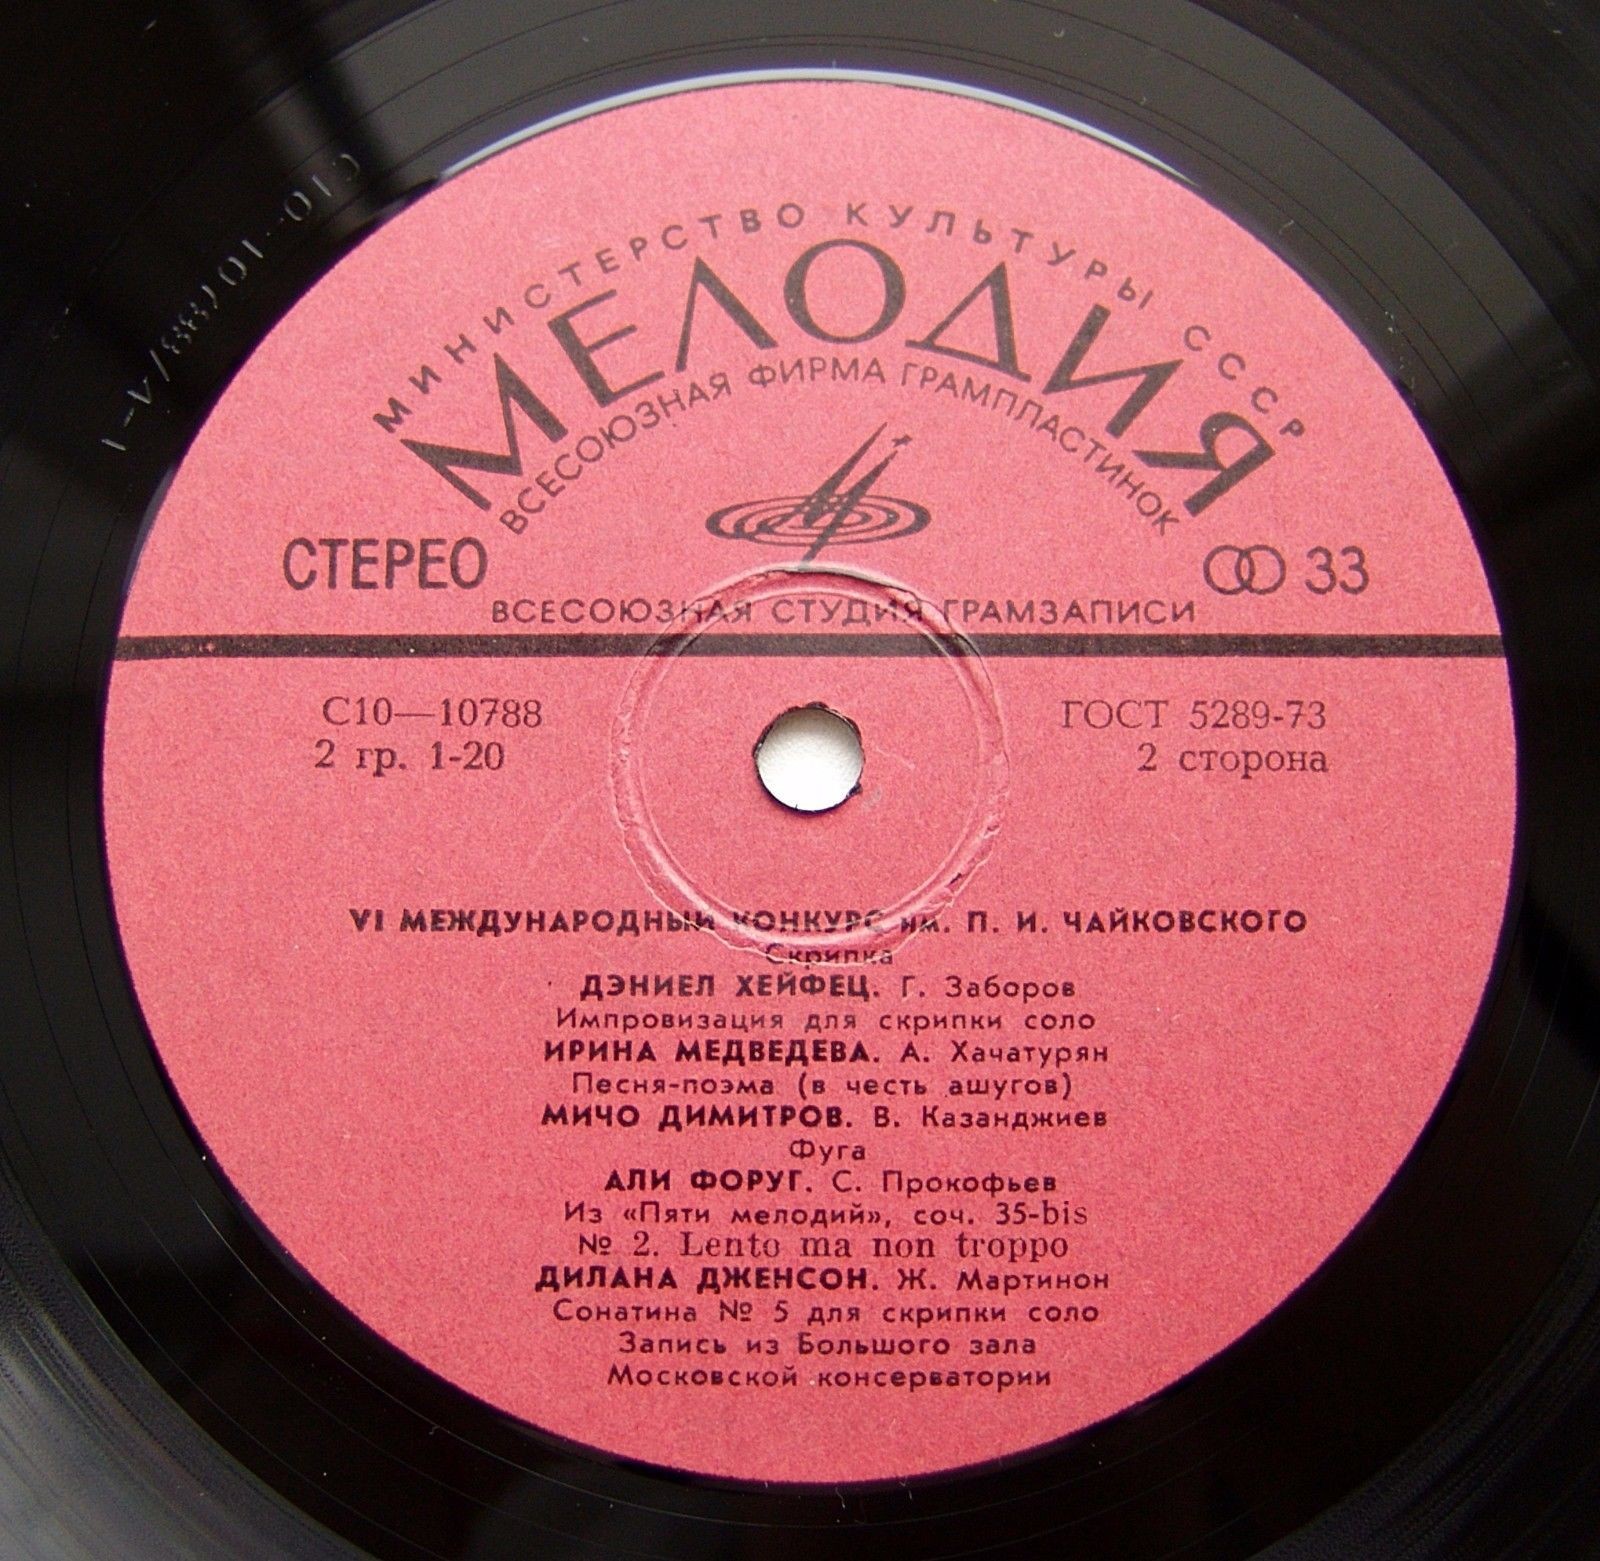 МИНИСТЕРСТВО КУЛЬТУРЫ СССР
МЕЛОДИЯ
ВСЕСОЮЗНАЯ ФИРМА ГРАМПЛАСТИНОК
СТЕРЕО
33
ВСЕСОЮЗНАЯ СТУДИЯ ГРАМЗАПИСИ
С10—10788
ГОСТ 5289-73
2 гр. 1-20
2 сторона
VI МЕЖДУНАРОДНЫЙ КОНКУРС им. П. И. ЧАЙКОВСКОГО
Скрипка
ДЭНИЕЛ ХЕЙФЕЦ. Г. Заборов
Импровизация для скрипки соло
ИРИНА МЕДВЕДЕВА. А. Хачатурян
Песня-поэма (в честь ашугов)
МИЧО ДИМИТРОВ. В. Казанджиев
Фуга
АЛИ ФОРУГ. С. Прокофьев
Из «Пяти мелодий», соч. 35-bis
№ 2. Lento ma non troppo
ДИЛАНА ДЖЕНСОН. Ж. Мартинон
Сонатина № 5 для скрипки соло
Запись из Большого зала
Московской консерватории
С10-10788/4-1